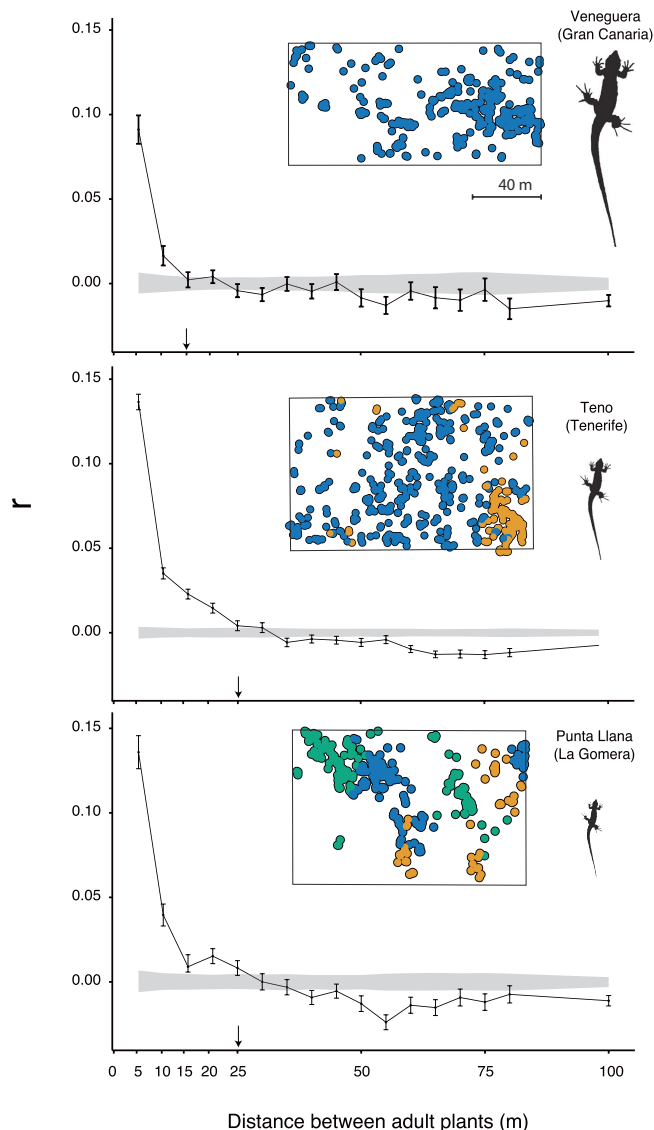 Veneguera
(Gran Canaria)
0.15
0.10
0.05
0.00
40 m
Teno
(Tenerife)
0.15
0.10
0.05
0.00
r
Punta Llana
(La Gomera)
0.15
0.10
0.05
0.00
0 5 10 15 20 25 50 75 100
Distance between adult plants (m)